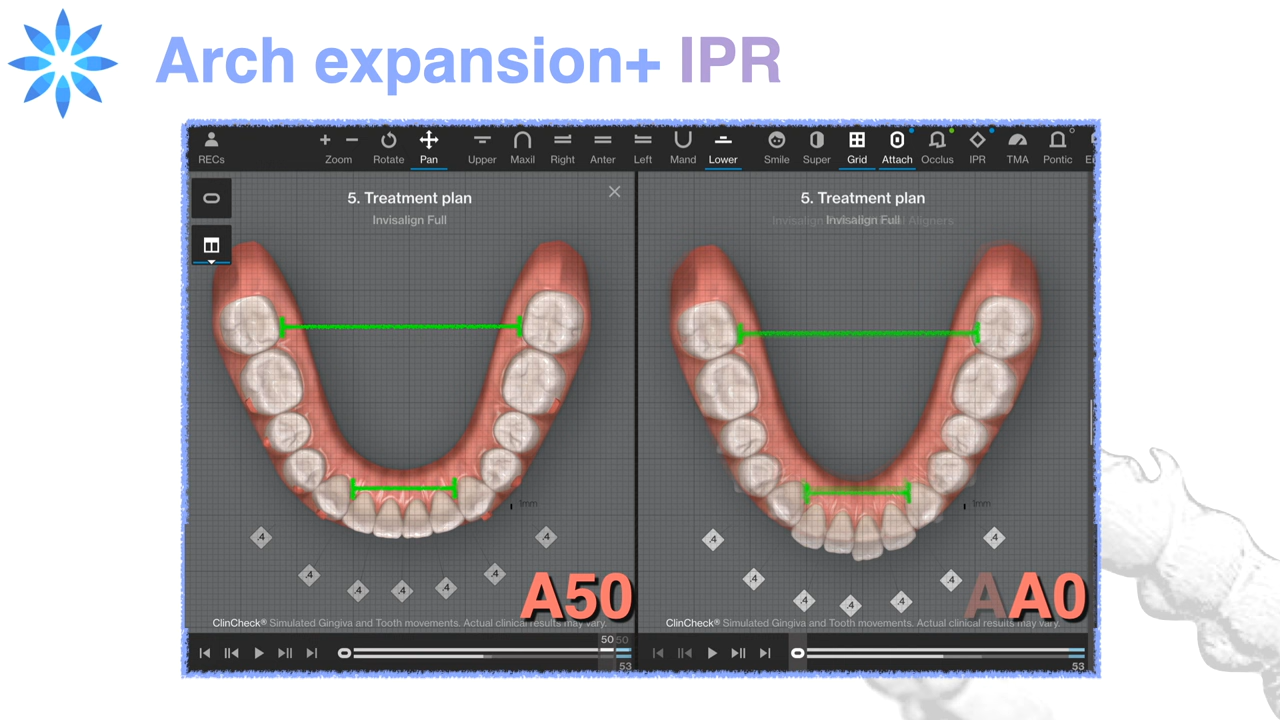 Arch expansion+ IPR
RECs Zoom Rotate Pan Upper Maxil Right Anter Left Mand Lower Smile Super Grid Attach Occlus IPR TMA Pontic
5. Treatment plan
Invisalign Full
1mm
.4 .4 .4 .4 .4 .4 .4
A50
ClinCheck® Simulated Gingiva and Tooth movements. Actual clinical results may vary.
50 50
53
5. Treatment plan
Invisalign Full
1mm
.4 .4 .4 .4 .4 .4 .4
AA0
ClinCheck® Simulated Gingiva and Tooth movements. Actual clinical results may vary.
53